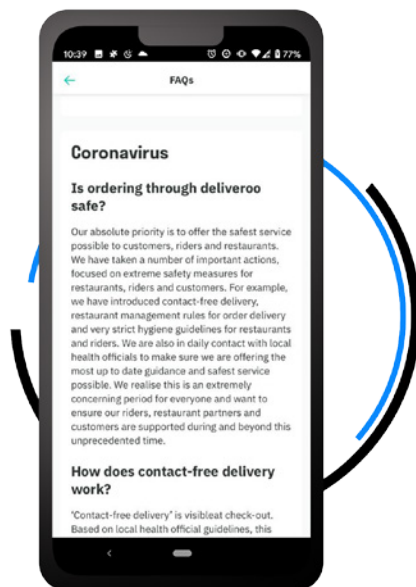 10:39
77%
FAQs
Coronavirus
Is ordering through deliveroo
safe?
Our absolute priority is to offer the safest service
possible to customers, riders and restaurants.
We have taken a number of important actions,
focused on extreme safety measures for
restaurants, riders and customers. For example,
we have introduced contact-free delivery,
restaurant management rules for order delivery
and very strict hygiene guidelines for restaurants
and riders. We are also in daily contact with local
health officials to make sure we are offering the
most up to date guidance and safest service
possible. We realise this is an extremely
concerning period for everyone and want to
ensure our riders, restaurant partners and
customers are supported during and beyond this
unprecedented time.
How does contact-free delivery
work?
"Contact-free delivery" is visibleat check-out.
Based on local health official guidelines, this